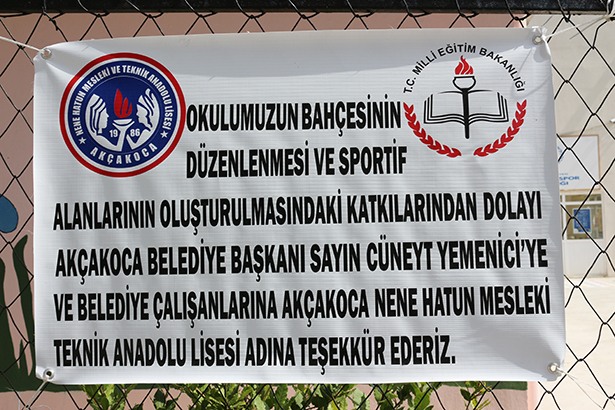 NENE HATUN MESLEKİ VE TEKNİK ANADOLU LİSESİ
1986
AKÇAKOCA
T.C. MİLLİ EĞİTİM BAKANLIĞI
OKULUMUZUN BAHÇESİNİN
DÜZENLENMESİ VE SPORTİF
ALANLARININ OLUŞTURULMASINDAKİ KATKILARINDAN DOLAYI
AKÇAKOCA BELEDİYE BAŞKANI SAYIN CÜNEYT YEMENİCİ'YE
VE BELEDİYE ÇALIŞANLARINA AKÇAKOCA NENE HATUN MESLEKİ
TEKNİK ANADOLU LİSESİ ADINA TEŞEKKÜR EDERİZ.